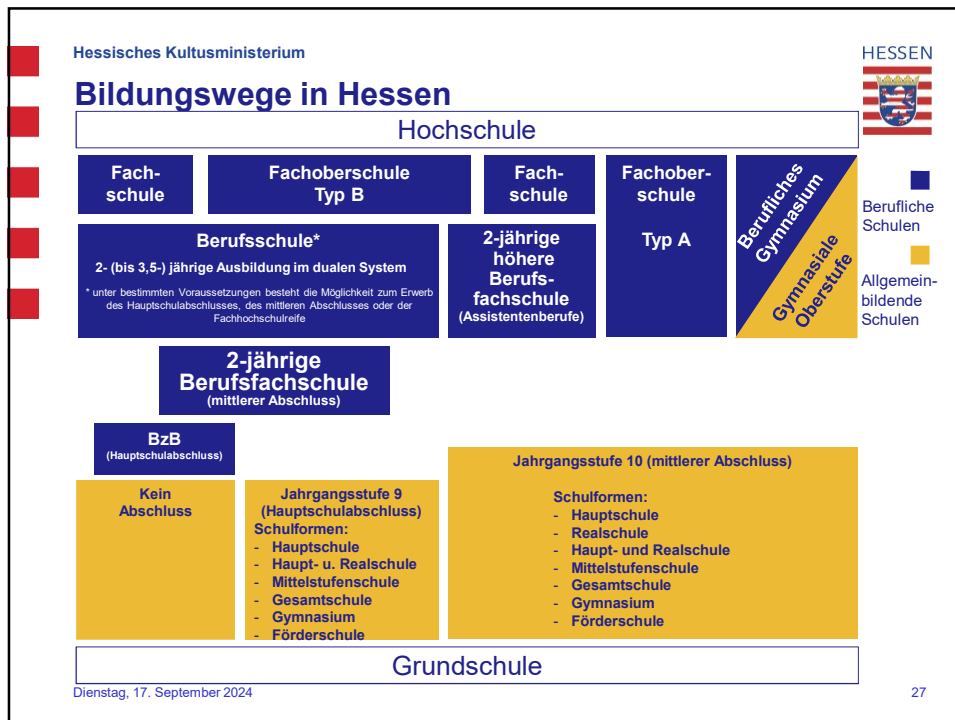 Hessisches Kultusministerium
HESSEN
Bildungswege in Hessen
Hochschule
Fach-
schule
Fachoberschule
Typ B
Fach-
schule
Fachober-
schule
Typ A
Berufliches
Gymnasium
Gymnasiale
Oberstufe
Berufliche
Schulen
Allgemein-
bildende
Schulen
Berufsschule*
2- (bis 3,5-) jährige Ausbildung im dualen System
* unter bestimmten Voraussetzungen besteht die Möglichkeit zum Erwerb
des Hauptschulabschlusses, des mittleren Abschlusses oder der
Fachhochschulreife
2-jährige
höhere
Berufs-
fachschule
(Assistentenberufe)
2-jährige
Berufsfachschule
(mittlerer Abschluss)
BzB
(Hauptschulabschluss)
Kein
Abschluss
Jahrgangsstufe 9
(Hauptschulabschluss)
Schulformen:
- Hauptschule
- Haupt- u. Realschule
- Mittelstufenschule
- Gesamtschule
- Gymnasium
- Förderschule
Jahrgangsstufe 10 (mittlerer Abschluss)
Schulformen:
- Hauptschule
- Realschule
- Haupt- und Realschule
- Mittelstufenschule
- Gesamtschule
- Gymnasium
- Förderschule
Grundschule
Dienstag, 17. September 2024
27